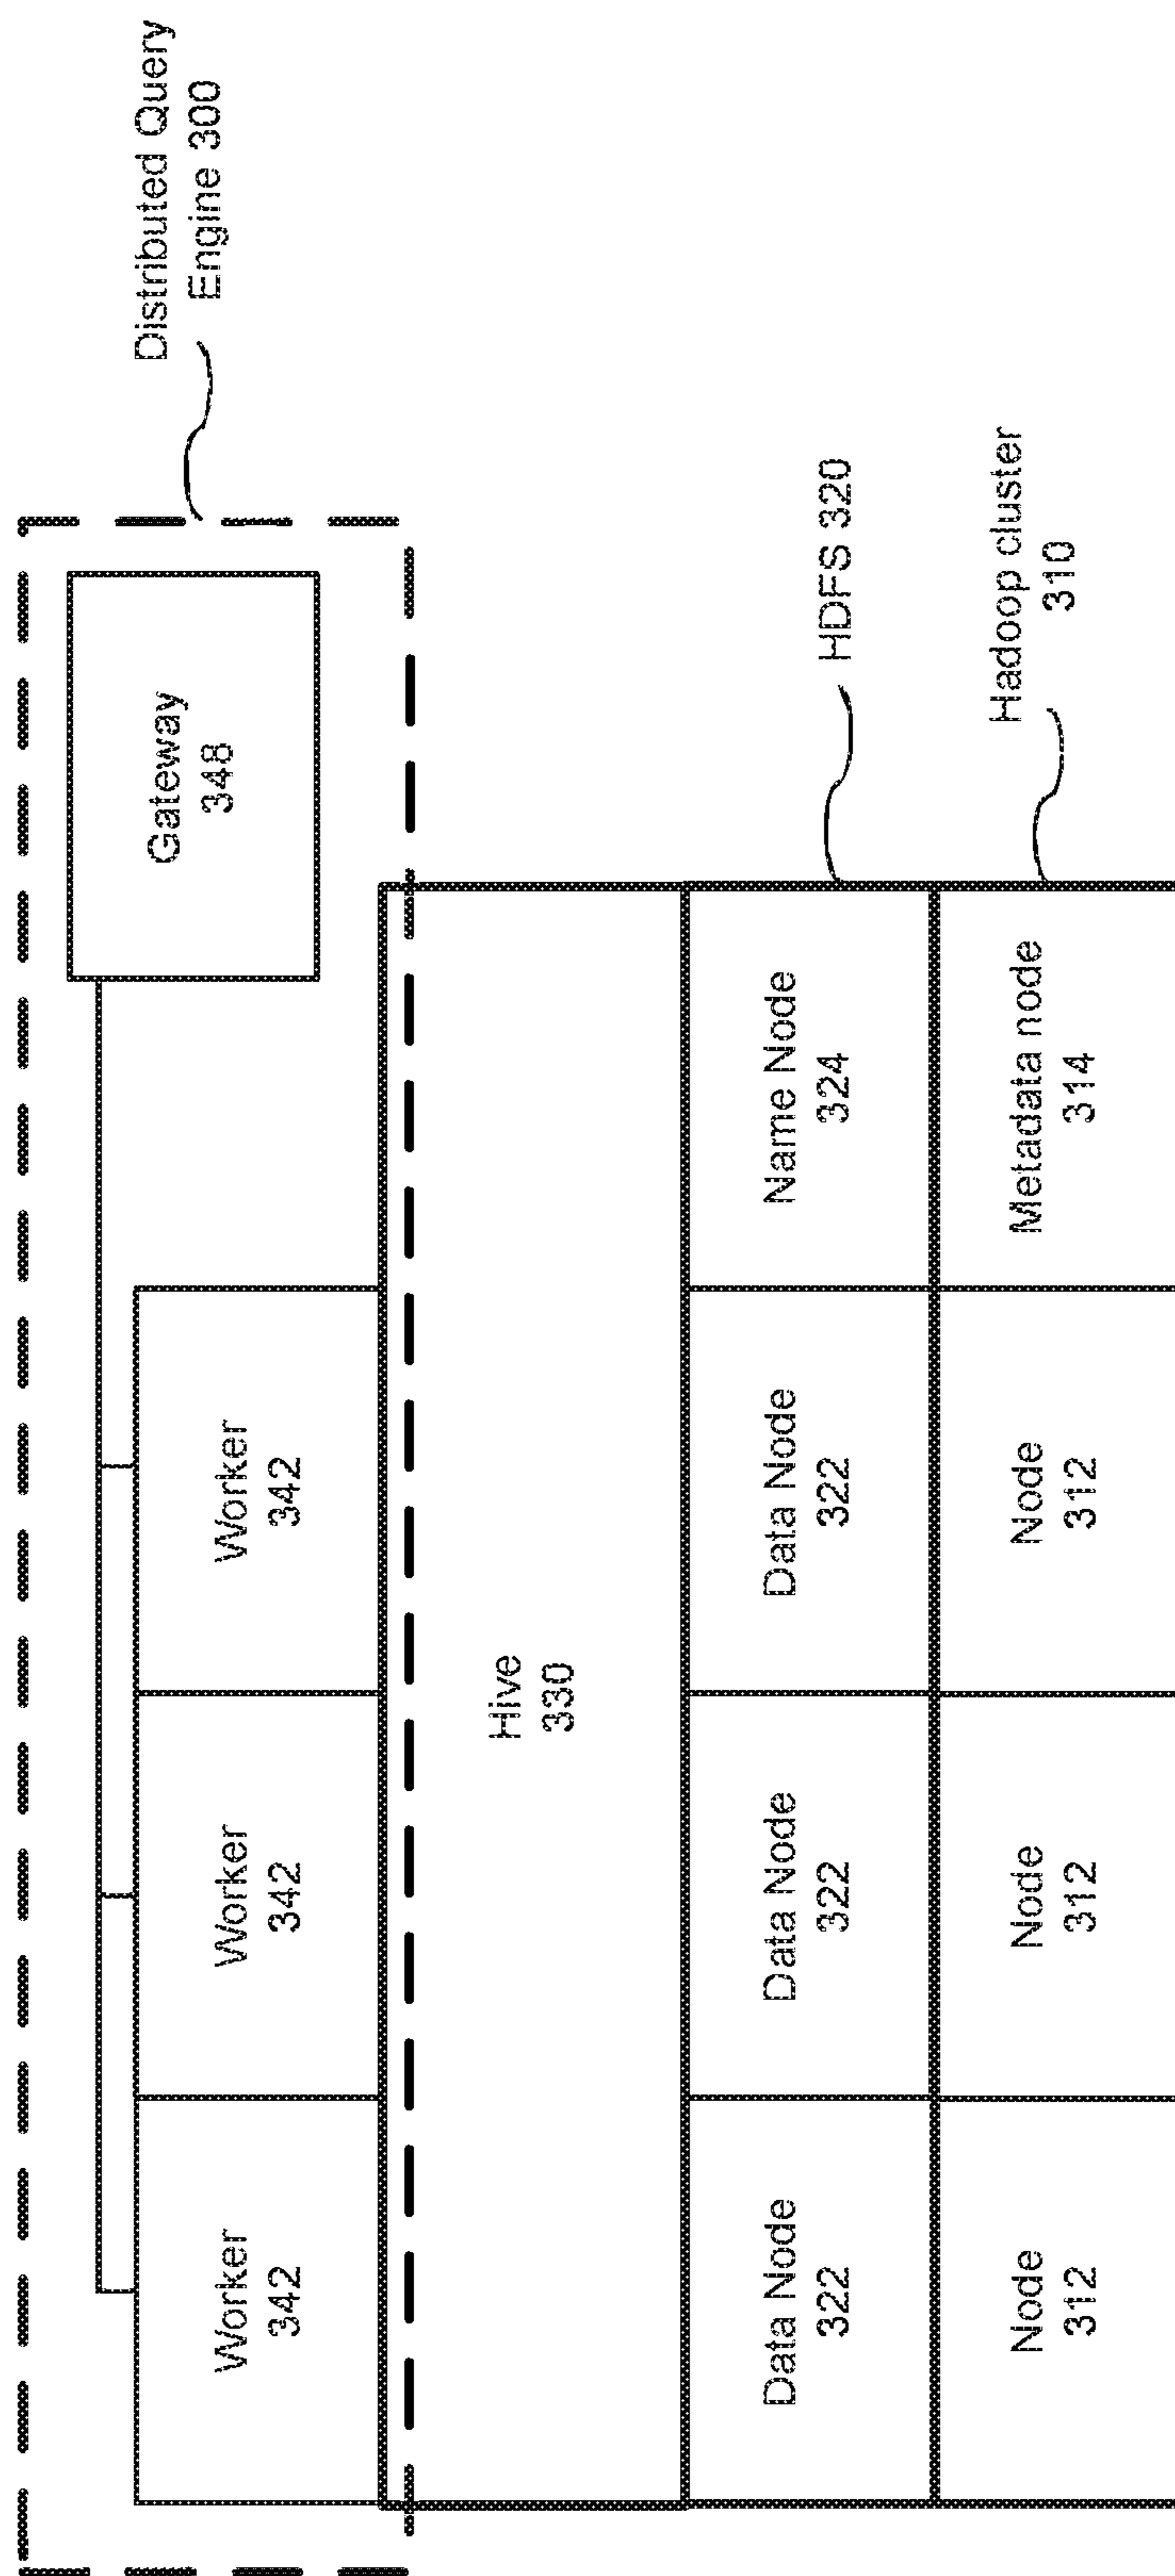 Distributed Query
Engine 300
Gateway
348
Worker
342
Worker
342
Worker
342
Hive
330
HDFS 320
Data Node
322
Data Node
322
Data Node
322
Name Node
324
Hadoop cluster
310
Node
312
Node
312
Node
312
Metadata node
314